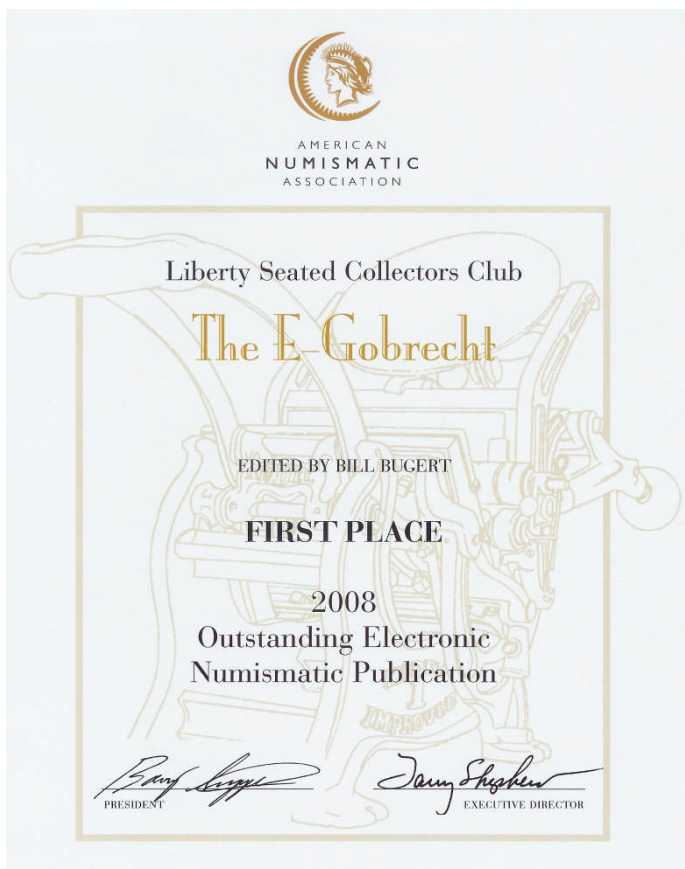 AMERICAN
NUMISMATIC
ASSOCIATION
Liberty Seated Collectors Club
The E-Gobrecht
EDITED BY BILL BUGERT
FIRST PLACE
2008
Outstanding Electronic
Numismatic Publication
IMPROVED
PRESIDENT EXECUTIVE DIRECTOR